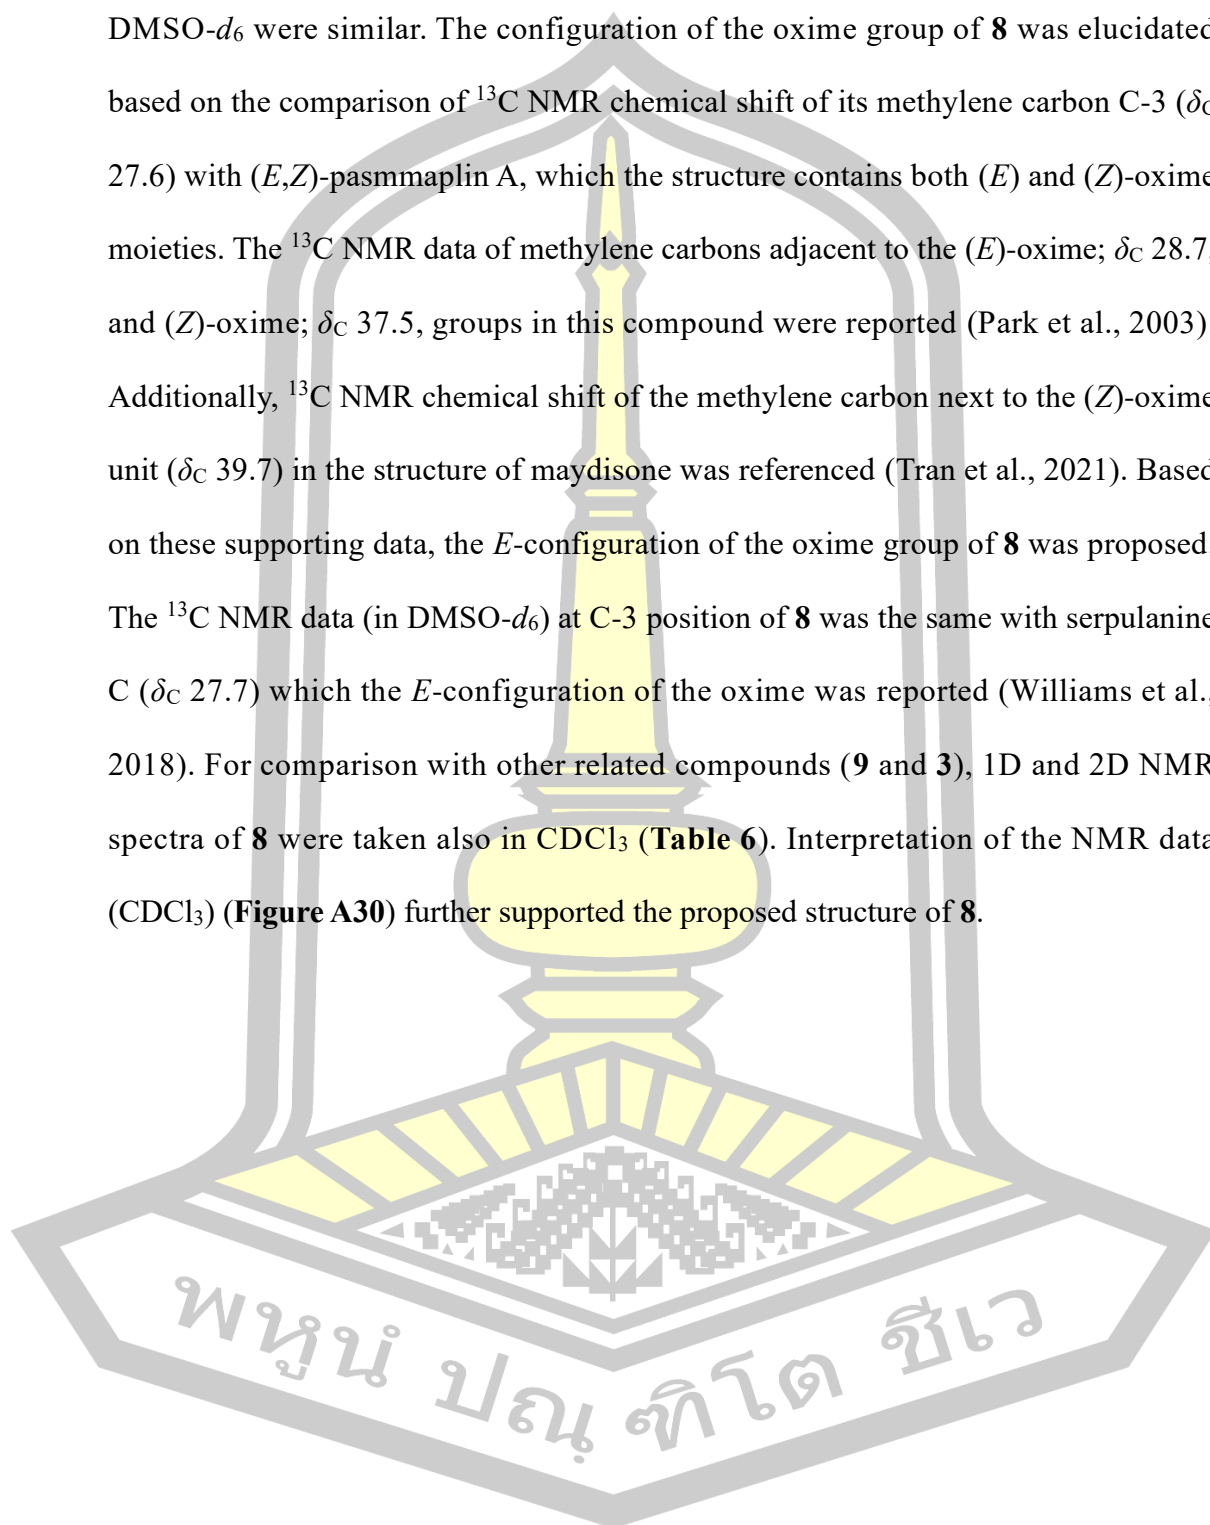 DMSO-d6 were similar. The configuration of the oxime group of 8 was elucidated
based on the comparison of 13C NMR chemical shift of its methylene carbon C-3 (δC
27.6) with (E,Z)-pasmmaplin A, which the structure contains both (E) and (Z)-oxime
moieties. The 13C NMR data of methylene carbons adjacent to the (E)-oxime; δC 28.7,
and (Z)-oxime; δC 37.5, groups in this compound were reported (Park et al., 2003)
Additionally, 13C NMR chemical shift of the methylene carbon next to the (Z)-oxime
unit (δC 39.7) in the structure of maydisone was referenced (Tran et al., 2021). Based
on these supporting data, the E-configuration of the oxime group of 8 was proposed.
The 13C NMR data (in DMSO-d6) at C-3 position of 8 was the same with serpulanine
C (δC 27.7) which the E-configuration of the oxime was reported (Williams et al.,
2018). For comparison with other related compounds (9 and 3), 1D and 2D NMR
spectra of 8 were taken also in CDCl3 (Table 6). Interpretation of the NMR data
(CDCl3) (Figure A30) further supported the proposed structure of 8.
พหูนํ ปณฺฑิโต ชีเว